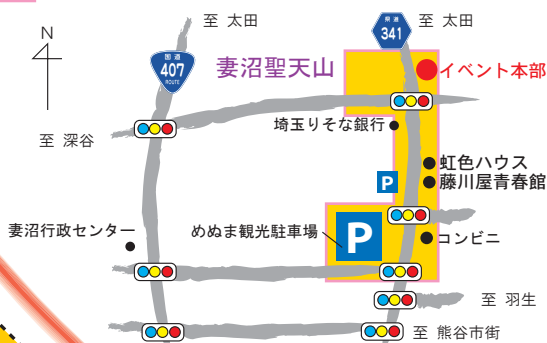 N
至 太田
県道
341
至 太田
国道
407
ROUTE
妻沼聖天山
イベント本部
埼玉りそな銀行
至 深谷
虹色ハウス
P
藤川屋青春館
妻沼行政センター
めぬま観光駐車場
P
コンビニ
至 羽生
至 熊谷市街